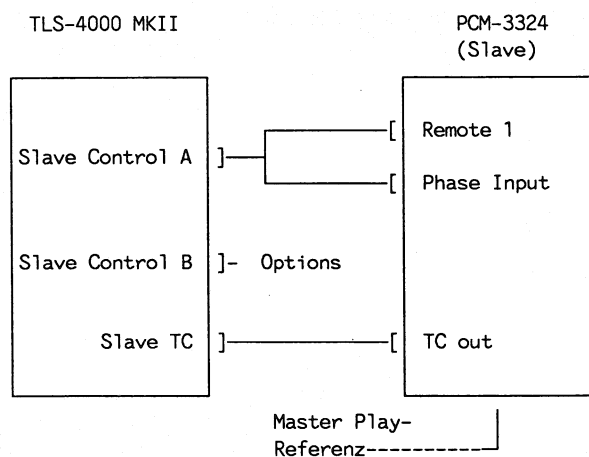 TLS-4000 MKII
PCM-3324
(Slave)
Slave Control A ]
[ Remote 1
[ Phase Input
Slave Control B ]- Options
Slave TC ]
[ TC out
Master Play-
Referenz